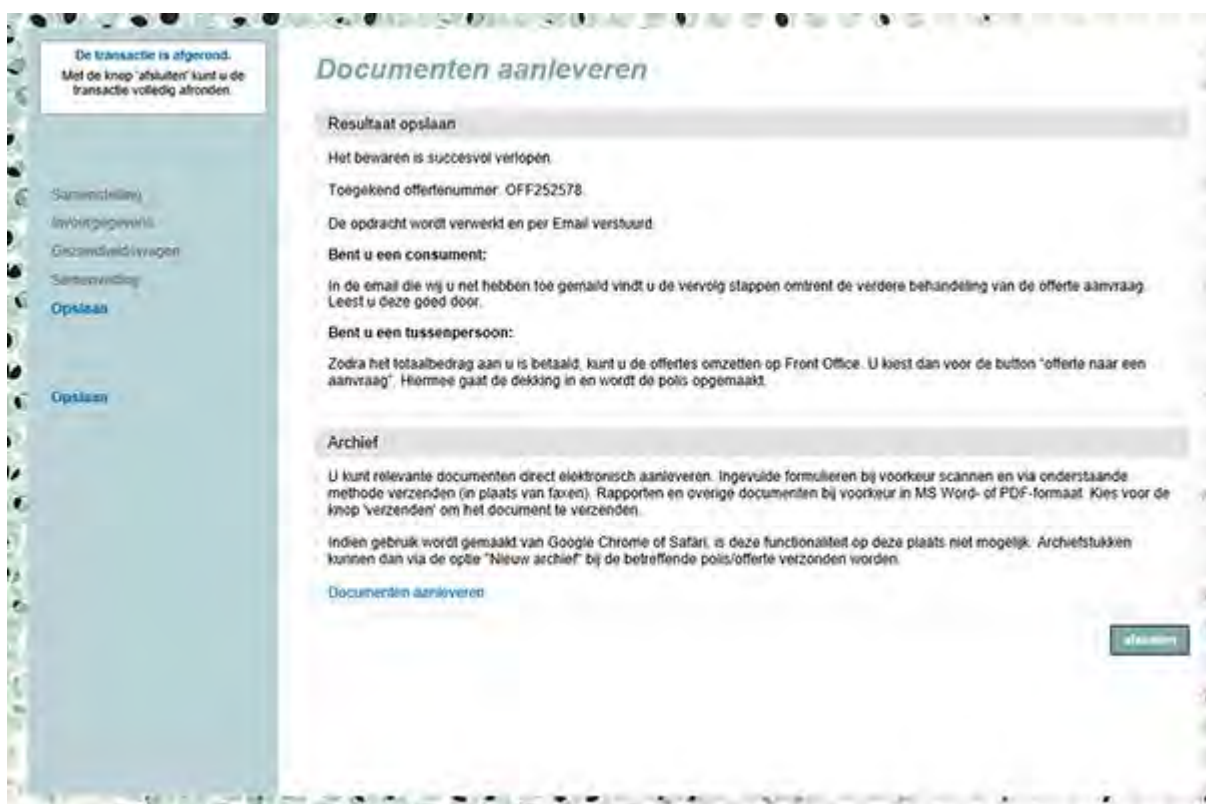 De transactie is afgerond.
Met de knop 'afsluiten' kunt u de
transactie volledig afronden
Documenten aanleveren
Resultaat opslaan
Het bewaren is succesvol verlopen.
Toegekend offertenummer: OFF252578.
De opdracht wordt verwerkt en per Email verstuurd.
Samenstelling
Invoergegevens
Gezondheidsvragen
Samenvatting
Opslaan
Opslaan
Bent u een consument:
In de email die wij u net hebben toe gemaild vindt u de vervolg stappen omtrent de verdere behandeling van de offerte aanvraag.
Leest u deze goed door.
Bent u een tussenpersoon:
Zodra het totaalbedrag aan u is betaald, kunt u de offertes omzetten op Front Office. U kiest dan voor de button "offerte naar een
aanvraag". Hiermee gaat de dekking in en wordt de polis opgemaakt.
Archief
U kunt relevante documenten direct elektronisch aanleveren. Ingevulde formulieren bij voorkeur scannen en via onderstaande
methode verzenden (in plaats van faxen). Rapporten en overige documenten bij voorkeur in MS Word- of PDF-formaat. Kies voor de
knop 'verzenden' om het document te verzenden.
Indien gebruik wordt gemaakt van Google Chrome of Safari, is deze functionaliteit op deze plaats niet mogelijk. Archiefstukken
kunnen dan via de optie "Nieuw archief" bij de betreffende polis/offerte verzonden worden.
Documenten aanleveren
afsluiten